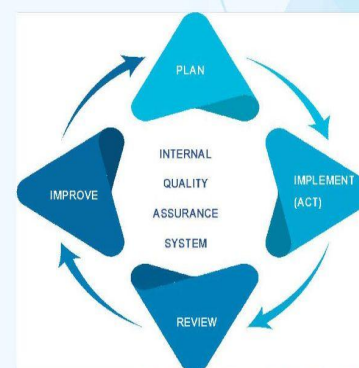 PLAN
INTERNAL
QUALITY
ASSURANCE
SYSTEM
IMPLEMENT
(ACT)
IMPROVE
REVIEW